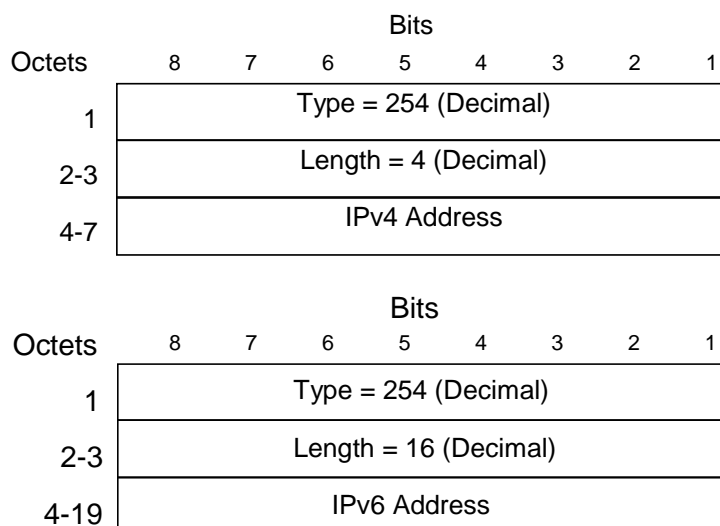 Bits
Octets 8 7 6 5 4 3 2 1
1 Type = 254 (Decimal)
2-3 Length = 4 (Decimal)
4-7 IPv4 Address
Bits
Octets 8 7 6 5 4 3 2 1
1 Type = 254 (Decimal)
2-3 Length = 16 (Decimal)
4-19 IPv6 Address